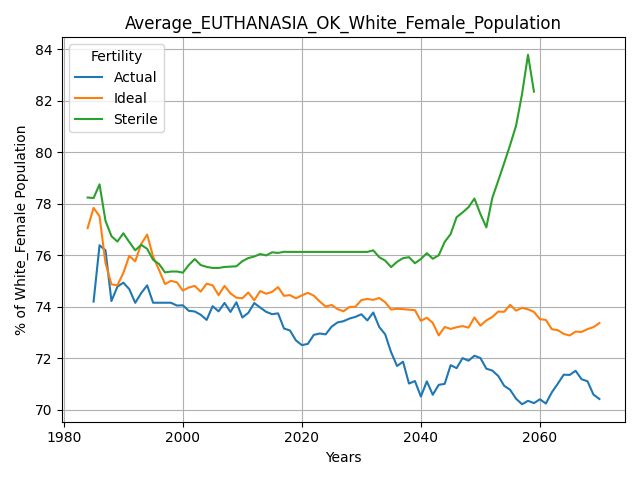 Average_EUTHANASIA_OK_White_Female_Population
Fertility
Actual
Ideal
Sterile
% of White_Female Population
84
82
80
78
76
74
72
70
1980
2000
2020
2040
2060
Years